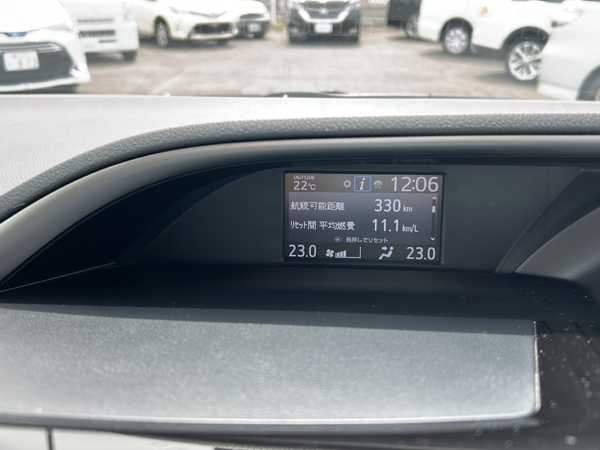 OUTSIDE
22℃ i 12:06
航続可能距離 330 km
リセット間 平均燃費 11.1 km/L
長押しでリセット
23.0 23.0